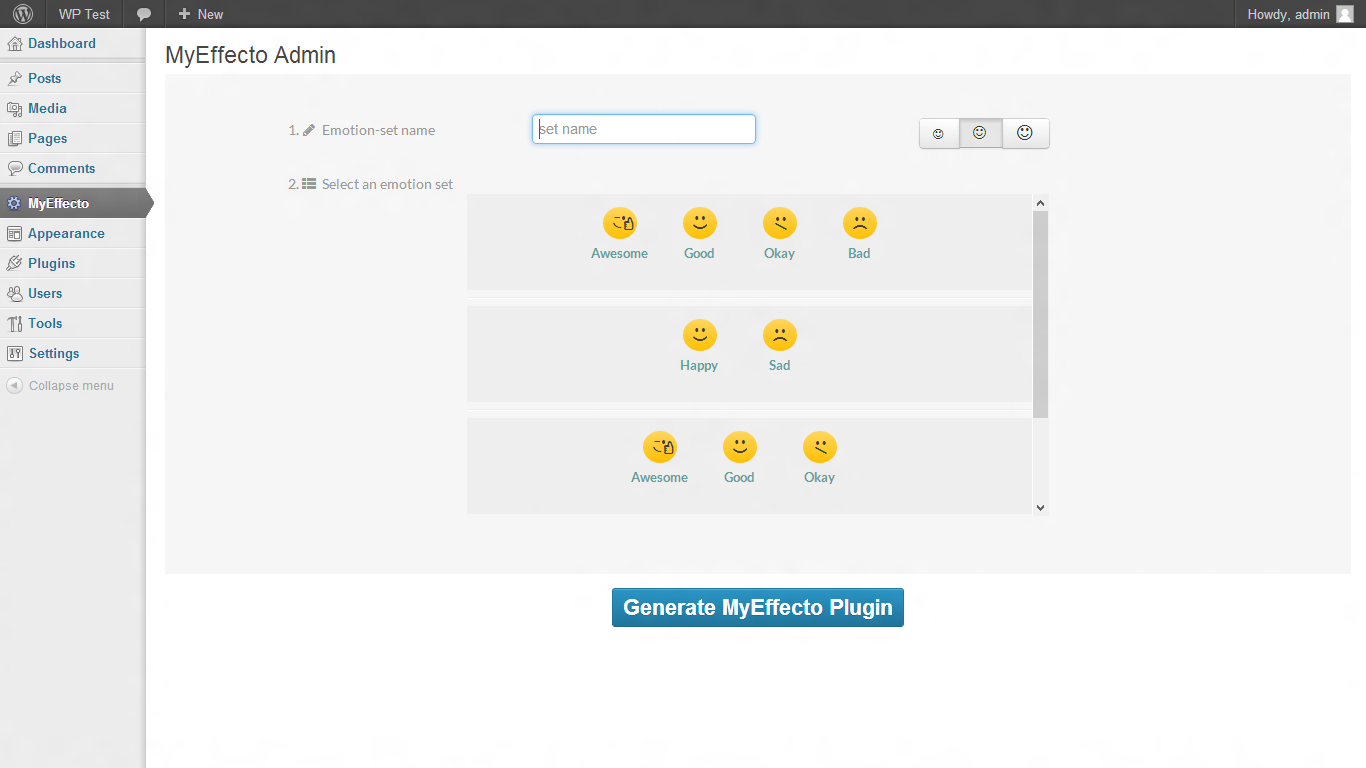 WP Test
New
Howdy, admin
Dashboard
Posts
Media
Pages
Comments
MyEffecto
Appearance
Plugins
Users
Tools
Settings
Collapse menu
MyEffecto Admin
1. Emotion-set name
set name
2. Select an emotion set
Awesome Good Okay Bad
Happy Sad
Awesome Good Okay
Generate MyEffecto Plugin